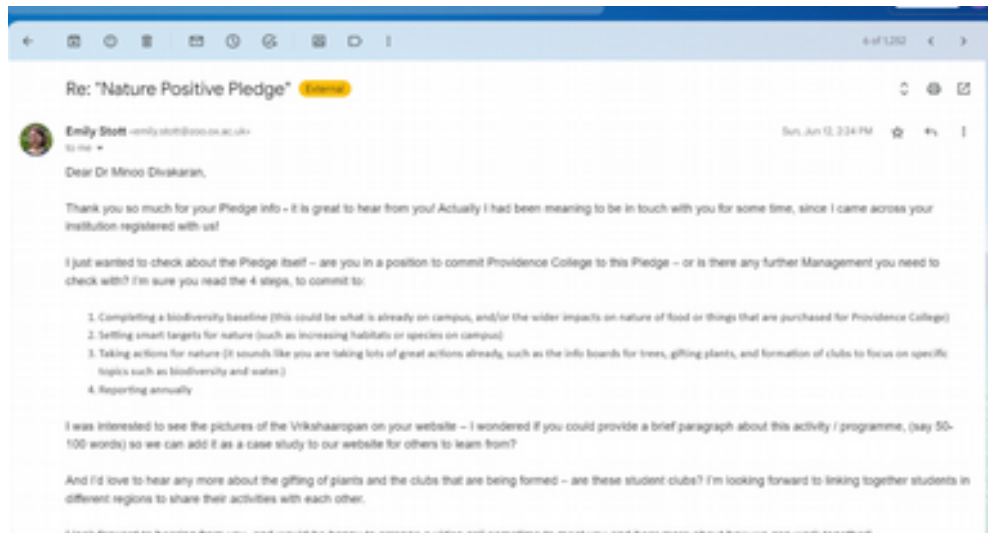 6 of 1,252
Re: "Nature Positive Pledge" External
Emily Stott <emily.stott@zoo.ox.ac.uk>
Sun, Jun 12, 2:34 PM
to me
Dear Dr Minoo Divakaran,
Thank you so much for your Pledge info - it is great to hear from you! Actually I had been meaning to be in touch with you for some time, since I came across your
institution registered with us!
I just wanted to check about the Pledge itself – are you in a position to commit Providence College to this Pledge – or is there any further Management you need to
check with? I'm sure you read the 4 steps, to commit to:
1. Completing a biodiversity baseline (this could be what is already on campus, and/or the wider impacts on nature of food or things that are purchased for Providence College)
2. Setting smart targets for nature (such as increasing habitats or species on campus)
3. Taking actions for nature (it sounds like you are taking lots of great actions already, such as the info boards for trees, gifting plants, and formation of clubs to focus on specific
topics such as biodiversity and water.)
4. Reporting annually
I was interested to see the pictures of the Vrikshaaropan on your website – I wondered if you could provide a brief paragraph about this activity / programme, (say 50-
100 words) so we can add it as a case study to our website for others to learn from?
And I'd love to hear any more about the gifting of plants and the clubs that are being formed – are these student clubs? I'm looking forward to linking together students in
different regions to share their activities with each other.